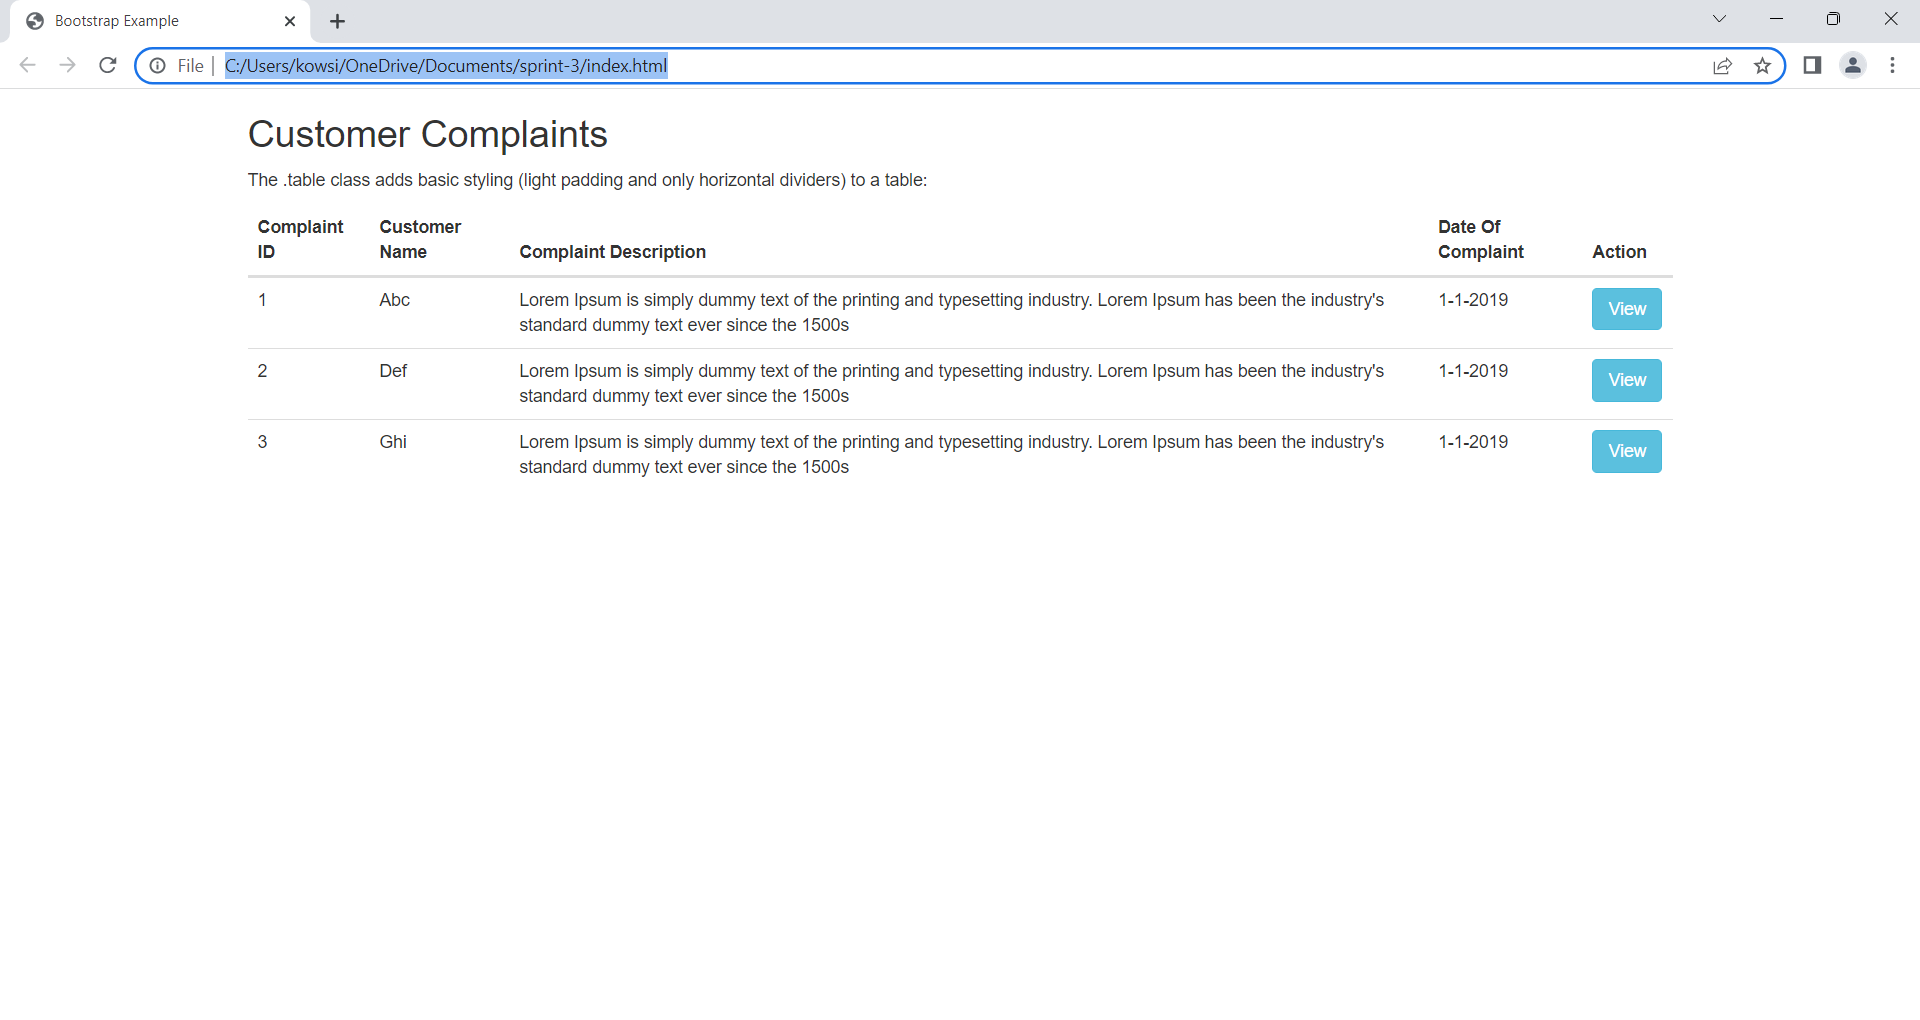 Bootstrap Example
File C:/Users/kowsi/OneDrive/Documents/sprint-3/index.html
Customer Complaints
The .table class adds basic styling (light padding and only horizontal dividers) to a table:
Complaint ID
Customer Name
Complaint Description
Date Of Complaint
Action
1
Abc
Lorem Ipsum is simply dummy text of the printing and typesetting industry. Lorem Ipsum has been the industry's
standard dummy text ever since the 1500s
1-1-2019
View
2
Def
Lorem Ipsum is simply dummy text of the printing and typesetting industry. Lorem Ipsum has been the industry's
standard dummy text ever since the 1500s
1-1-2019
View
3
Ghi
Lorem Ipsum is simply dummy text of the printing and typesetting industry. Lorem Ipsum has been the industry's
standard dummy text ever since the 1500s
1-1-2019
View